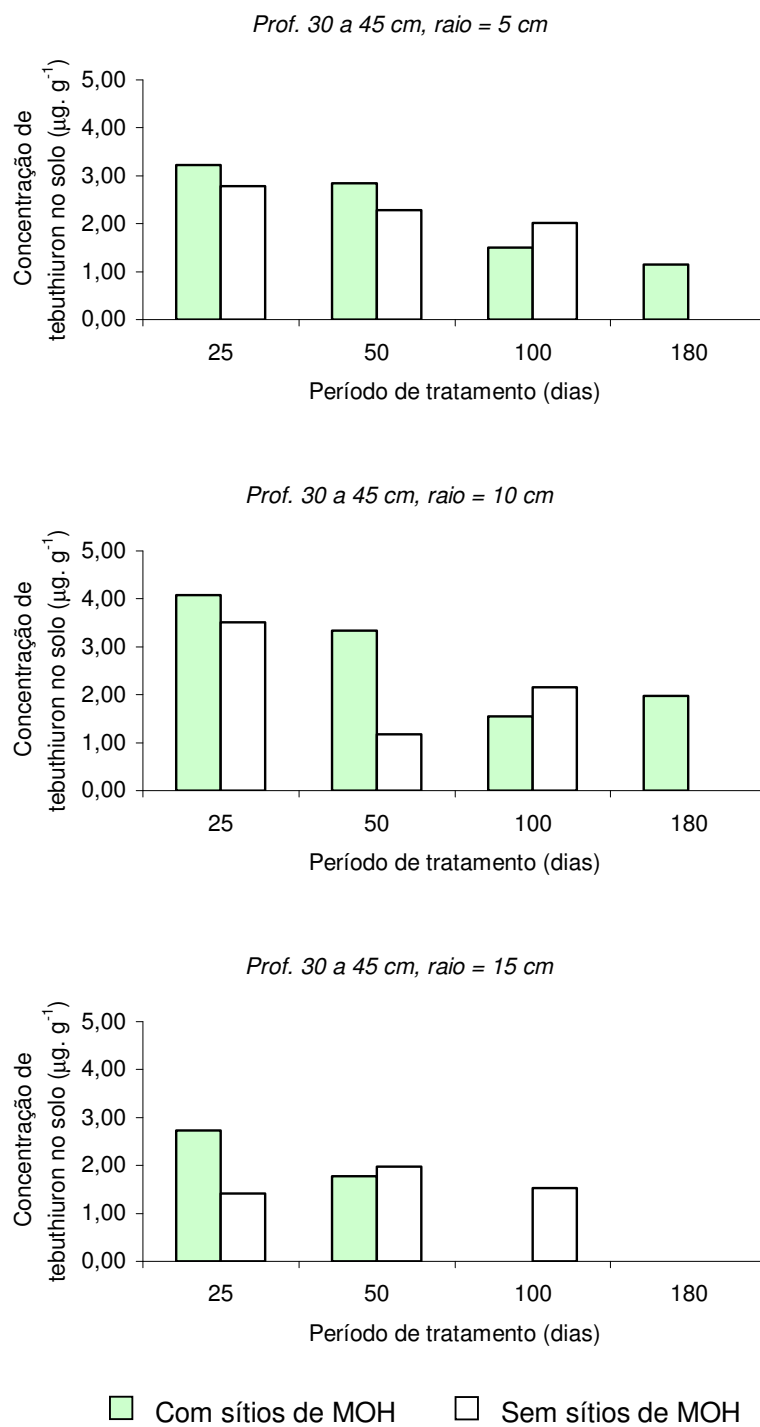 Prof. 30 a 45 cm, raio = 5 cm
Concentração de
tebuthiuron no solo (µg. g⁻¹)
5,00
4,00
3,00
2,00
1,00
0,00
25 50 100 180
Período de tratamento (dias)
Prof. 30 a 45 cm, raio = 10 cm
Concentração de
tebuthiuron no solo (µg. g⁻¹)
5,00
4,00
3,00
2,00
1,00
0,00
25 50 100 180
Período de tratamento (dias)
Prof. 30 a 45 cm, raio = 15 cm
Concentração de
tebuthiuron no solo (µg. g⁻¹)
5,00
4,00
3,00
2,00
1,00
0,00
25 50 100 180
Período de tratamento (dias)
Com sítios de MOH Sem sítios de MOH